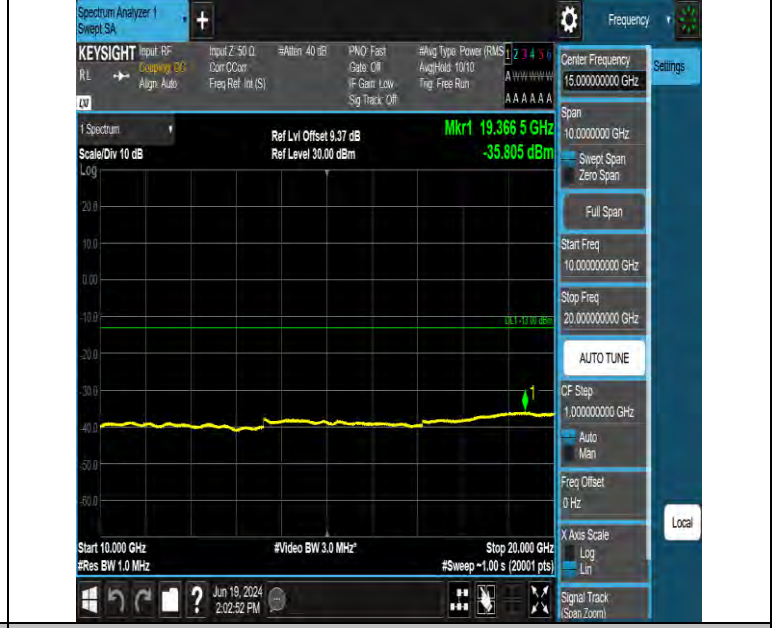 Spectrum Analyzer 1
Swept SA
+
Frequency
KEYSIGHT
RL
LXI
Input: RF
Coupling: DC
Align: Auto
Input Z: 50 Ω
Corr CCorr
Freq Ref: Int (S)
#Atten: 40 dB
PNO: Fast
Gate: Off
IF Gain: Low
Sig Track: Off
#Avg Type: Power (RMS
Avg|Hold: 10/10
Trig: Free Run
1 2 3 4 5 6
A W W W W W
A A A A A A
1 Spectrum
Scale/Div 10 dB
Log
Ref Lvl Offset 9.37 dB
Ref Level 30.00 dBm
Mkr1 19.366 5 GHz
-35.805 dBm
20.0
10.0
0.00
-10.0
-20.0
-30.0
-40.0
-50.0
-60.0
DL1 -13.00 dBm
1
Start 10.000 GHz
#Res BW 1.0 MHz
#Video BW 3.0 MHz*
Stop 20.000 GHz
#Sweep ~1.00 s (20001 pts)
?
Jun 19, 2024
2:02:52 PM
Center Frequency
15.00000000 GHz
Span
10.0000000 GHz
Swept Span
Zero Span
Full Span
Start Freq
10.000000000 GHz
Stop Freq
20.000000000 GHz
AUTO TUNE
CF Step
1.000000000 GHz
Auto
Man
Freq Offset
0 Hz
X Axis Scale
Log
Lin
Signal Track
(Span Zoom)
Settings
Local